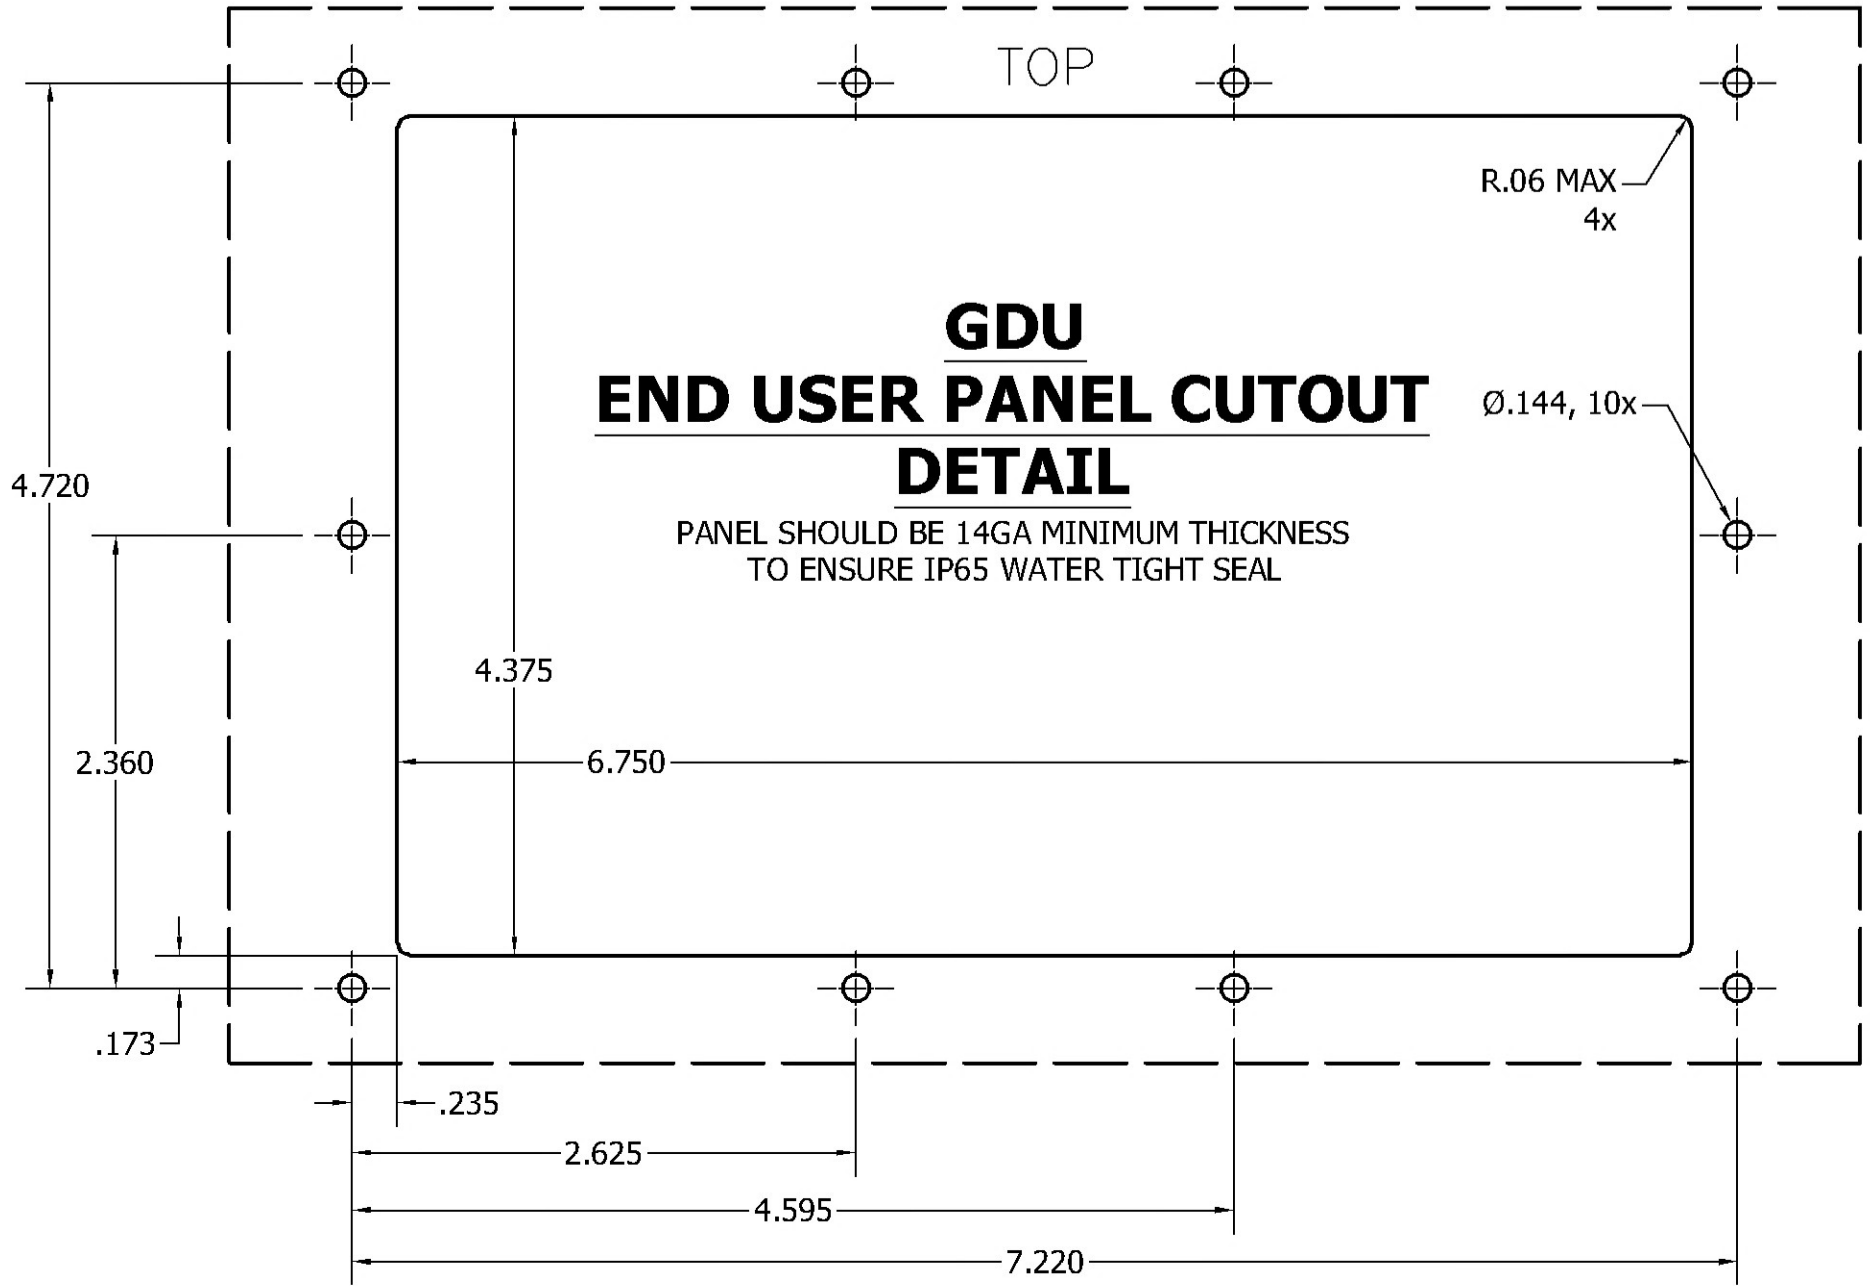 TOP
R.06 MAX
4x
GDU
END USER PANEL CUTOUT
Ø.144, 10x
DETAIL
4.720
PANEL SHOULD BE 14GA MINIMUM THICKNESS
TO ENSURE IP65 WATER TIGHT SEAL
4.375
2.360
6.750
.173
.235
2.625
4.595
7.220